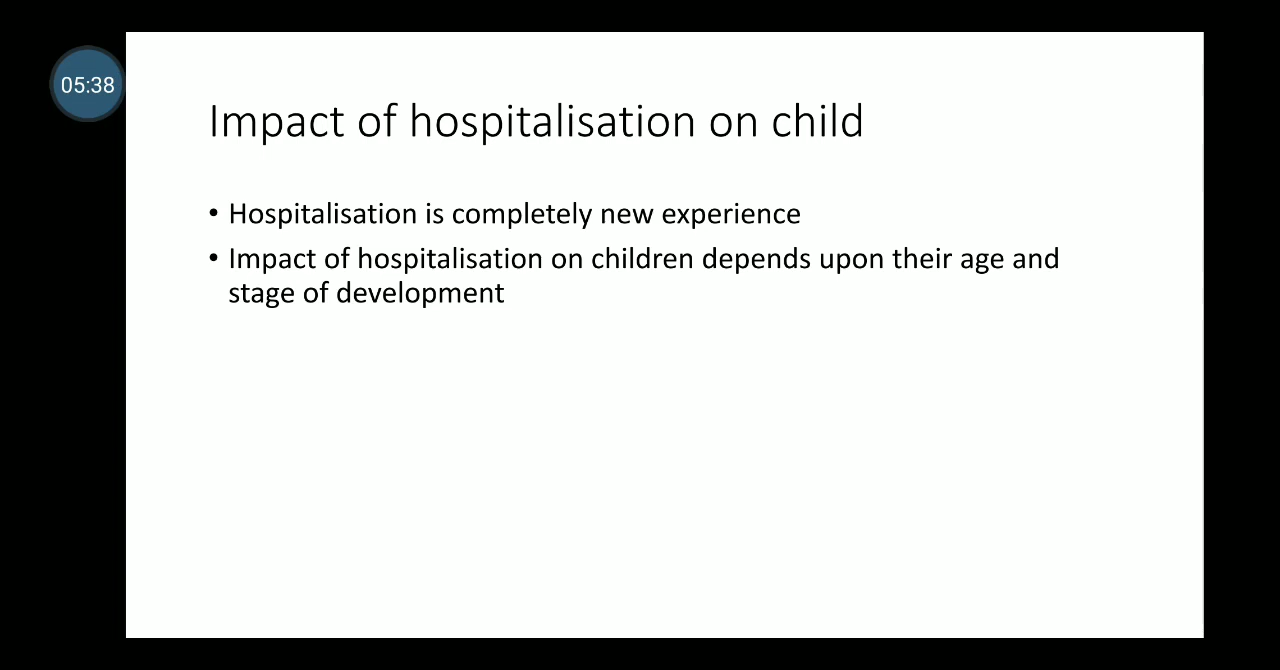 05:38
Impact of hospitalisation on child
• Hospitalisation is completely new experience
• Impact of hospitalisation on children depends upon their age and
stage of development